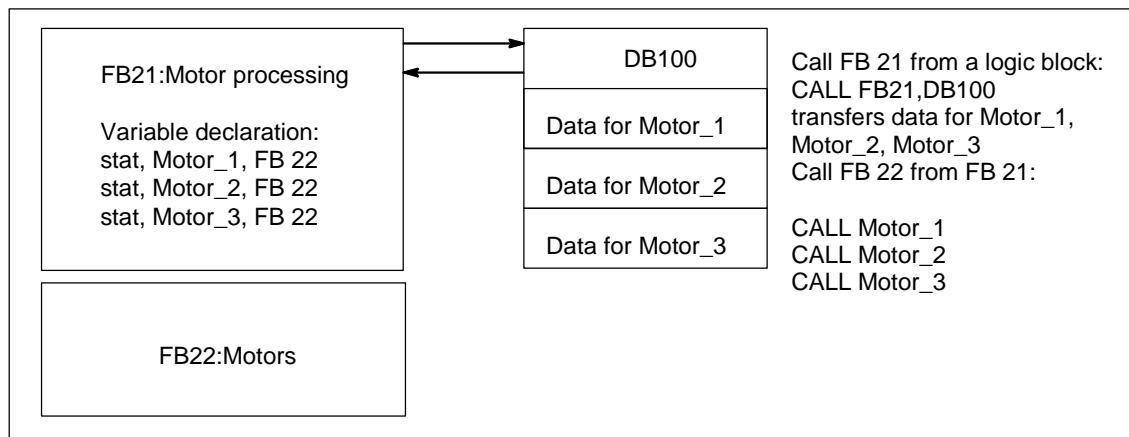 FB21:Motor processing
Variable declaration:
stat, Motor_1, FB 22
stat, Motor_2, FB 22
stat, Motor_3, FB 22
FB22:Motors
DB100
Data for Motor_1
Data for Motor_2
Data for Motor_3
Call FB 21 from a logic block:
CALL FB21,DB100
transfers data for Motor_1,
Motor_2, Motor_3
Call FB 22 from FB 21:
CALL Motor_1
CALL Motor_2
CALL Motor_3